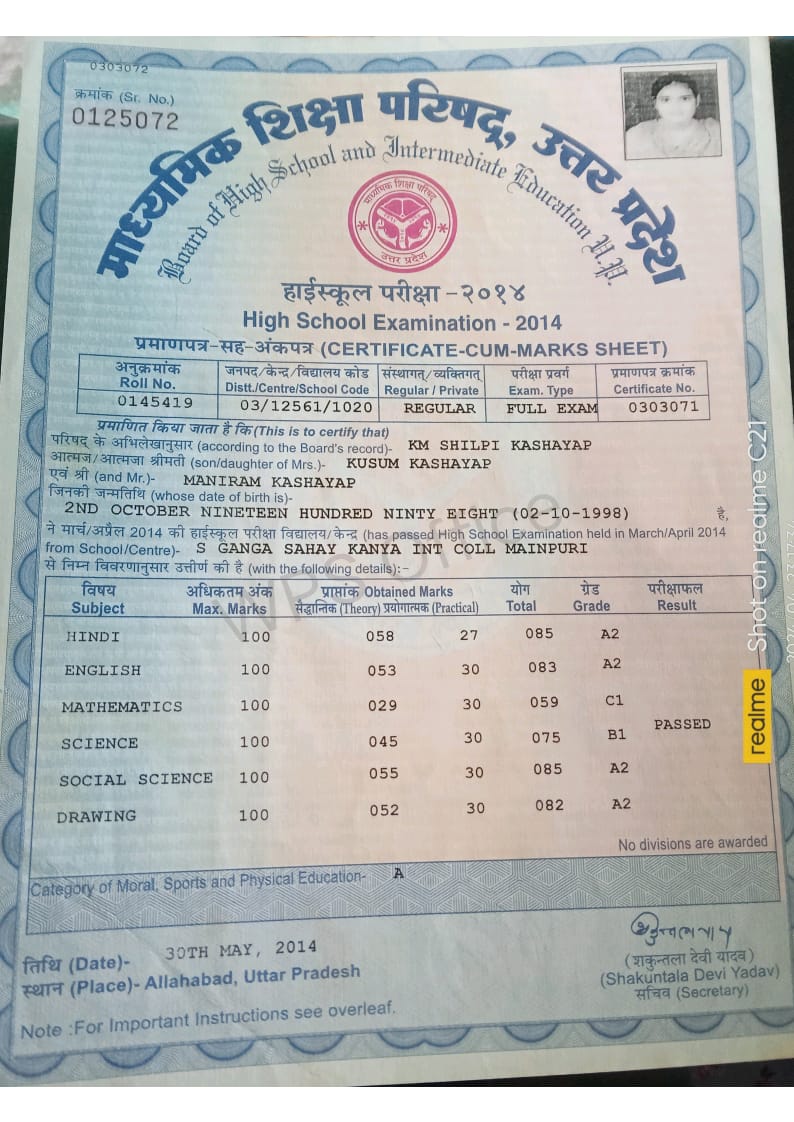 0303072
क्रमांक (Sr. No.)
0125072
माध्यमिक शिक्षा परिषद्, उत्तर प्रदेश
Board of High School and Intermediate Education U.P.
माध्यमिक शिक्षा परिषद्
उत्तर प्रदेश
हाईस्कूल परीक्षा -२०१४
High School Examination - 2014
प्रमाणपत्र-सह-अंकपत्र (CERTIFICATE-CUM-MARKS SHEET)
अनुक्रमांक जनपद/केन्द्र/विद्यालय कोड संस्थागत्/व्यक्तिगत् परीक्षा प्रवर्ग प्रमाणपत्र क्रमांक
Roll No. Distt./Centre/School Code Regular / Private Exam. Type Certificate No.
0145419 03/12561/1020 REGULAR FULL EXAM 0303071
प्रमाणित किया जाता है कि (This is to certify that)
परिषद् के अभिलेखानुसार (according to the Board's record)- KM SHILPI KASHAYAP
आत्मज/आत्मजा श्रीमती (son/daughter of Mrs.)- KUSUM KASHAYAP
एवं श्री (and Mr.)- MANIRAM KASHAYAP
जिनकी जन्मतिथि (whose date of birth is)-
2ND OCTOBER NINETEEN HUNDRED NINTY EIGHT (02-10-1998) है,
ने मार्च/अप्रैल 2014 की हाईस्कूल परीक्षा विद्यालय/केन्द्र (has passed High School Examination held in March/April 2014
from School/Centre)- S GANGA SAHAY KANYA INT COLL MAINPURI
से निम्न विवरणानुसार उत्तीर्ण की है (with the following details):-
विषय अधिकतम अंक प्राप्तांक Obtained Marks योग ग्रेड परीक्षाफल
Subject Max. Marks सैद्धान्तिक (Theory) प्रयोगात्मक (Practical) Total Grade Result
HINDI 100 058 27 085 A2
ENGLISH 100 053 30 083 A2
MATHEMATICS 100 029 30 059 C1
PASSED
SCIENCE 100 045 30 075 B1
SOCIAL SCIENCE 100 055 30 085 A2
DRAWING 100 052 30 082 A2
No divisions are awarded
Category of Moral, Sports and Physical Education- A
तिथि (Date)- 30TH MAY, 2014
स्थान (Place)- Allahabad, Uttar Pradesh
(शकुन्तला देवी यादव)
(Shakuntala Devi Yadav)
सचिव (Secretary)
Note :For Important Instructions see overleaf.
WPS Office
realme
Shot on realme C21